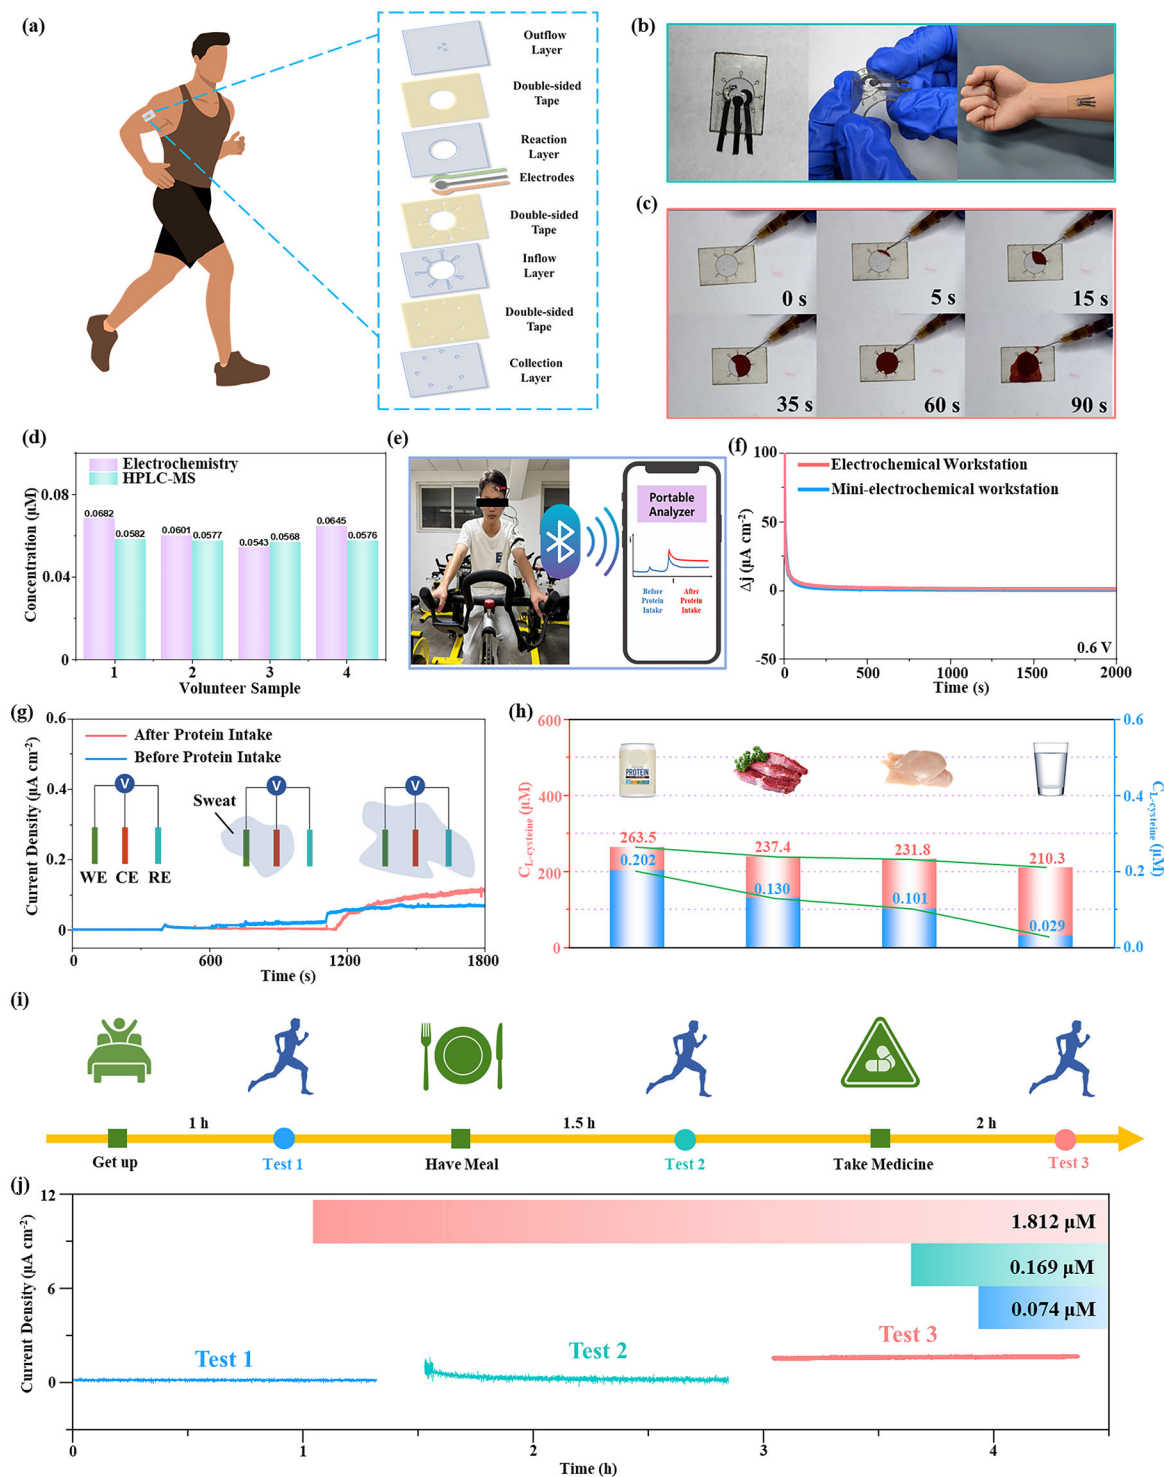 (a)
Outflow
Layer
Double-sided
Tape
Reaction
Layer
Electrodes
Double-sided
Tape
Inflow
Layer
Double-sided
Tape
Collection
Layer
(b)
(c)
0 s
5 s
15 s
35 s
60 s
90 s
(d)
Electrochemistry
HPLC-MS
Concentration (μM)
0.08
0.04
0
0.0682
0.0582
0.0601
0.0577
0.0543
0.0568
0.0645
0.0576
1
2
3
4
Volunteer Sample
(e)
Portable
Analyzer
i
t
Before
Protein
Intake
After
Protein
Intake
(f)
Electrochemical Workstation
Mini-electrochemical workstation
Δj (μA cm⁻²)
100
50
0
-50
0.6 V
0
500
1000
1500
2000
Time (s)
(g)
After Protein Intake
Before Protein Intake
Current Density (μA cm⁻²)
0.6
0.4
0.2
0
V
V
V
Sweat
WE
CE
RE
0
600
1200
1800
Time (s)
(h)
C_L-cysteine (μM)
600
400
200
0
PROTEIN
263.5
237.4
231.8
210.3
0.202
0.130
0.101
0.029
0.6
0.4
0.2
0.0
C_L-cysteine (μM)
(i)
1 h
1.5 h
2 h
Get up
Test 1
Have Meal
Test 2
Take Medicine
Test 3
(j)
Current Density (μA cm⁻²)
12
6
0
1.812 μM
0.169 μM
0.074 μM
Test 1
Test 2
Test 3
0
1
2
3
4
Time (h)